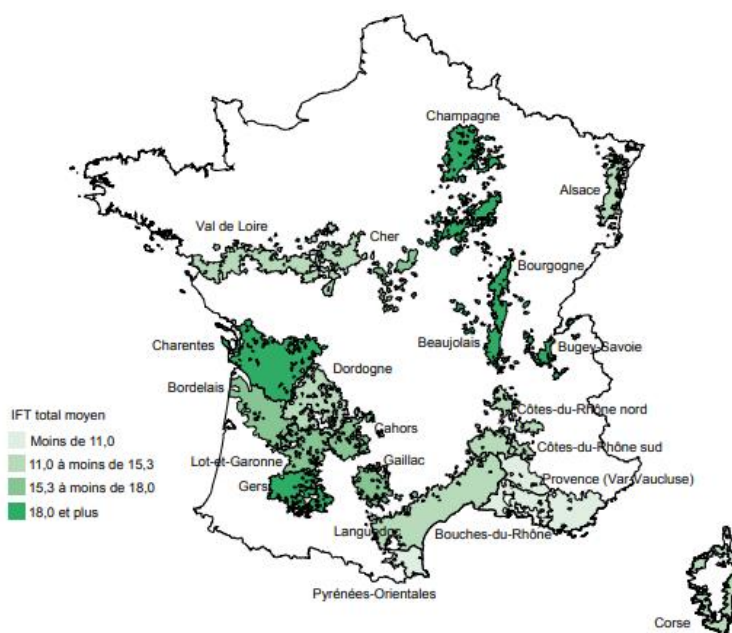 Champagne
Alsace
Val de Loire
Cher
Bourgogne
Charentes
Beaujolais
Bugey-Savoie
Dordogne
Bordelais
IFT total moyen
Moins de 11,0
11,0 à moins de 15,3
15,3 à moins de 18,0
18,0 et plus
Côtes-du-Rhône nord
Cahors
Côtes-du-Rhône sud
Lot-et-Garonne
Gaillac
Gers
Provence (Var-Vaucluse)
Languedoc
Bouches-du-Rhône
Pyrénées-Orientales
Corse